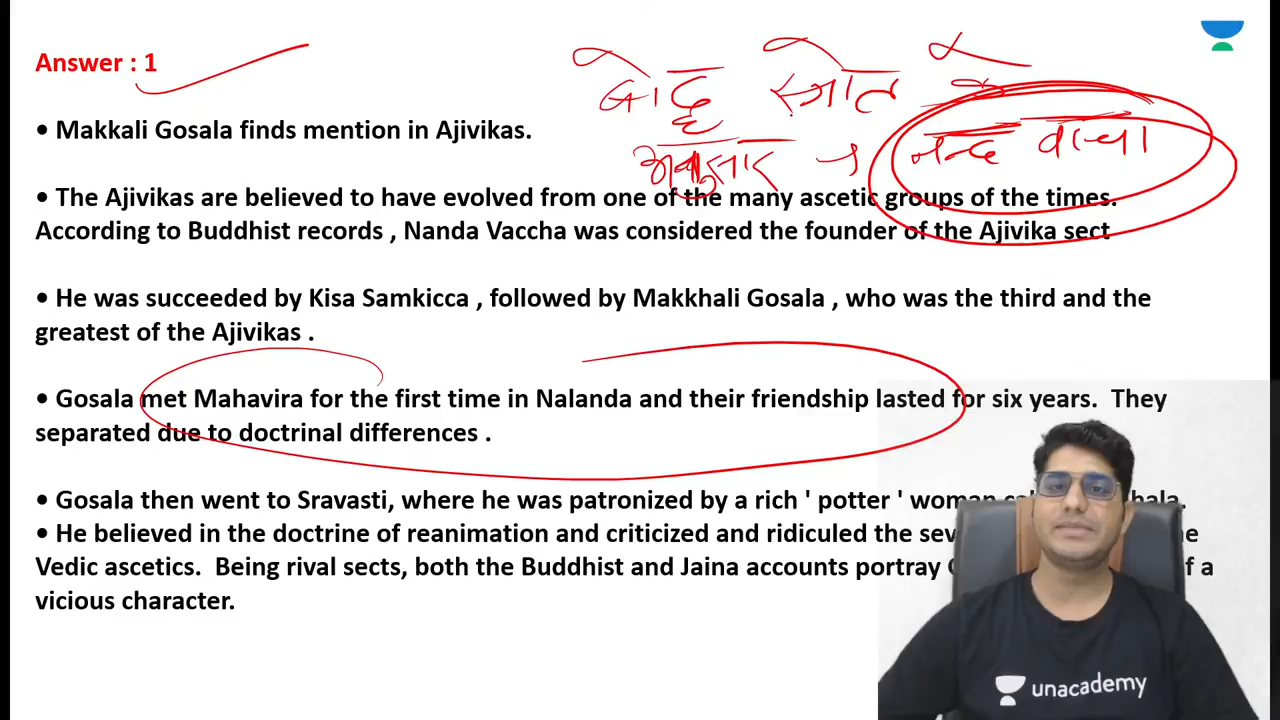 Answer : 1
बौद्ध स्त्रोत के
अनुसार → नन्द वाच्चा
• Makkali Gosala finds mention in Ajivikas.
• The Ajivikas are believed to have evolved from one of the many ascetic groups of the times.
According to Buddhist records , Nanda Vaccha was considered the founder of the Ajivika sect
• He was succeeded by Kisa Samkicca , followed by Makkhali Gosala , who was the third and the
greatest of the Ajivikas .
• Gosala met Mahavira for the first time in Nalanda and their friendship lasted for six years. They
separated due to doctrinal differences .
• Gosala then went to Sravasti, where he was patronized by a rich ' potter ' woman
• He believed in the doctrine of reanimation and criticized and ridiculed the
Vedic ascetics. Being rival sects, both the Buddhist and Jaina accounts portray
vicious character.
unacademy